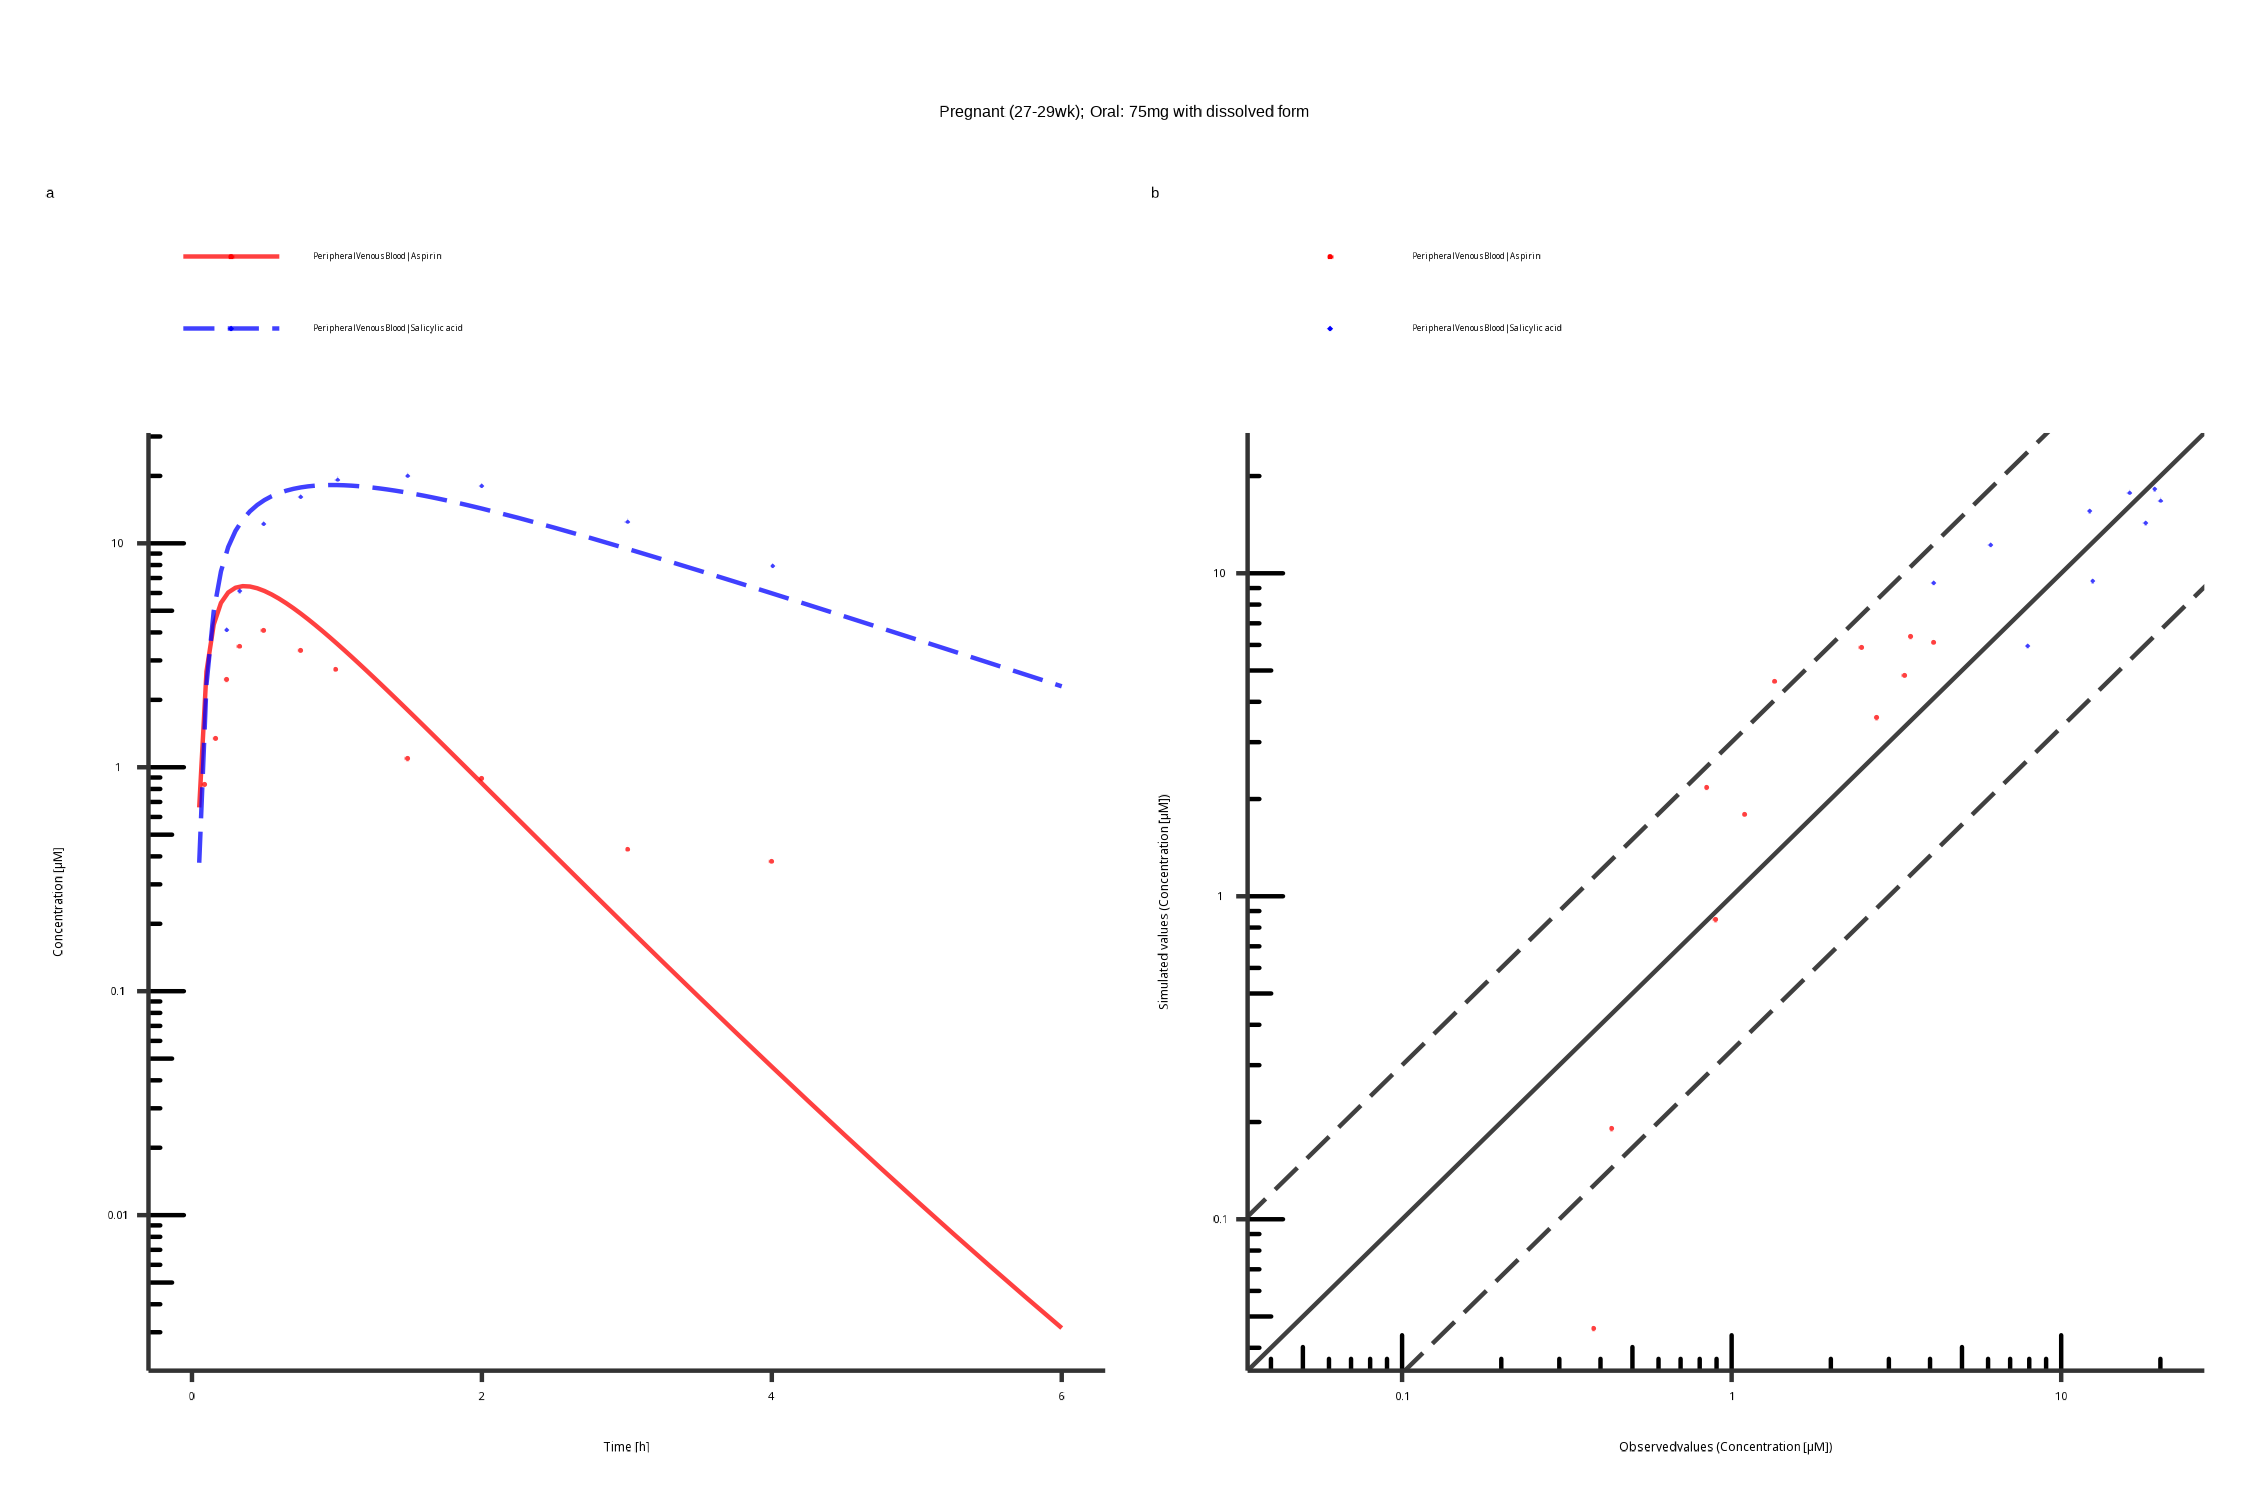 Pregnant (27-29wk); Oral: 75mg with dissolved form
a
b
PeripheralVenousBlood|Aspirin
PeripheralVenousBlood|Salicylic acid
PeripheralVenousBlood|Aspirin
PeripheralVenousBlood|Salicylic acid
Concentration [µM]
10
1
0.1
0.01
0
2
4
6
Time [h]
Simulated values (Concentration [µM])
10
1
0.1
0.1
1
10
Observedvalues (Concentration [µM])